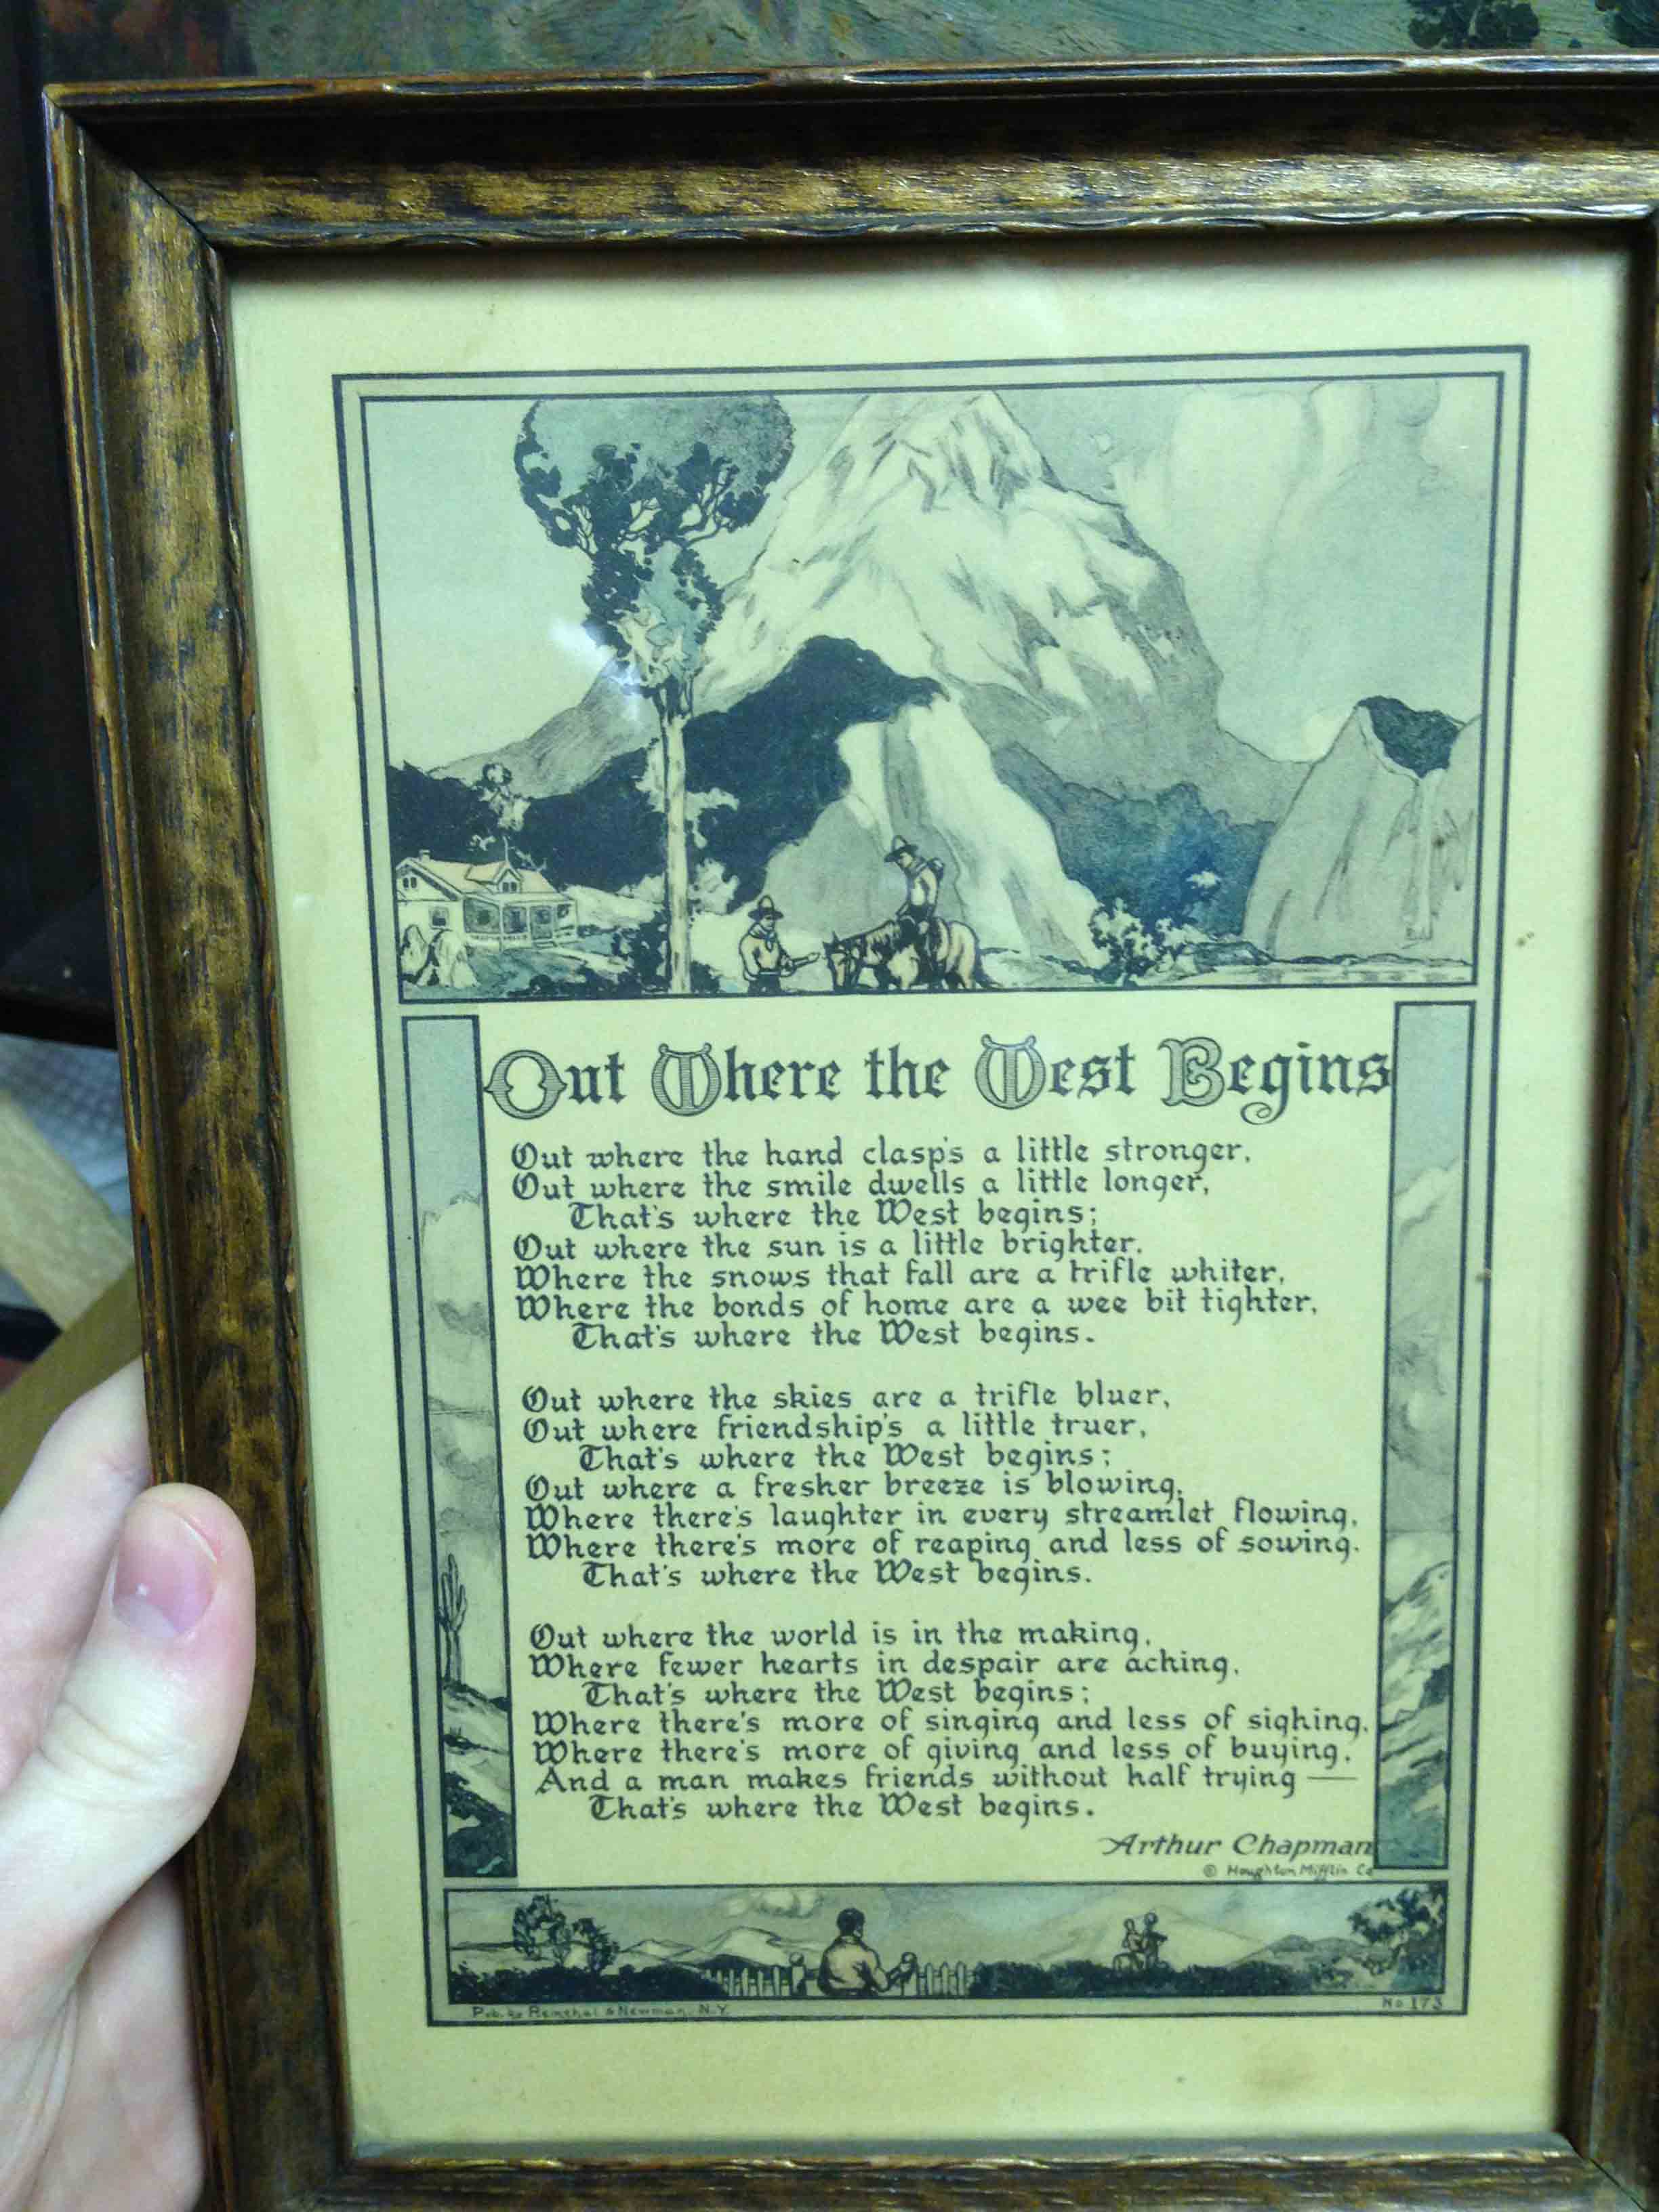 Out Where the West Begins
Out where the hand clasp's a little stronger,
Out where the smile dwells a little longer,
That's where the West begins;
Out where the sun is a little brighter,
Where the snows that fall are a trifle whiter,
Where the bonds of home are a wee bit tighter,
That's where the West begins.
Out where the skies are a trifle bluer,
Out where friendship's a little truer,
That's where the West begins;
Out where a fresher breeze is blowing,
Where there's laughter in every streamlet flowing,
Where there's more of reaping and less of sowing,
That's where the West begins.
Out where the world is in the making,
Where fewer hearts in despair are aching,
That's where the West begins;
Where there's more of singing and less of sighing,
Where there's more of giving and less of buying,
And a man makes friends without half trying —
That's where the West begins.
Arthur Chapman
© Houghton Mifflin Co
Pub. by Reinthal & Newman, N.Y.
No 173